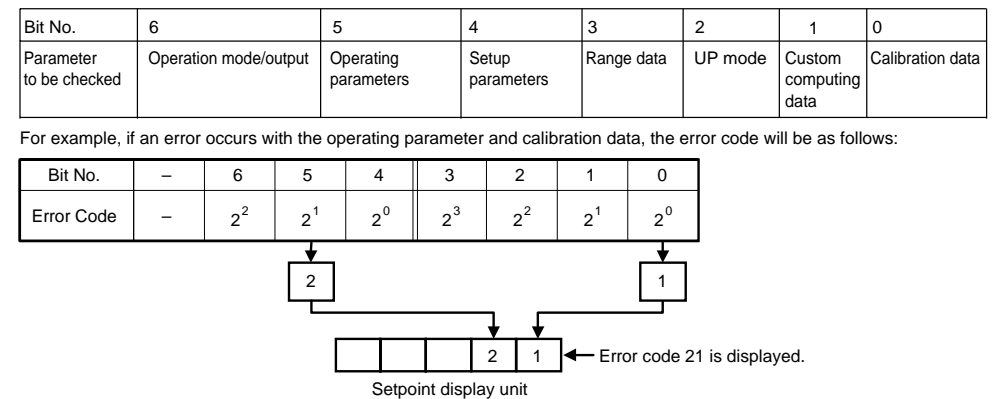 Bit No. 6 5 4 3 2 1 0
Parameter to be checked Operation mode/output Operating parameters Setup parameters Range data UP mode Custom computing data Calibration data
For example, if an error occurs with the operating parameter and calibration data, the error code will be as follows:
Bit No. – 6 5 4 3 2 1 0
Error Code – 2² 2¹ 2⁰ 2³ 2² 2¹ 2⁰
2 1
2 1 Error code 21 is displayed.
Setpoint display unit